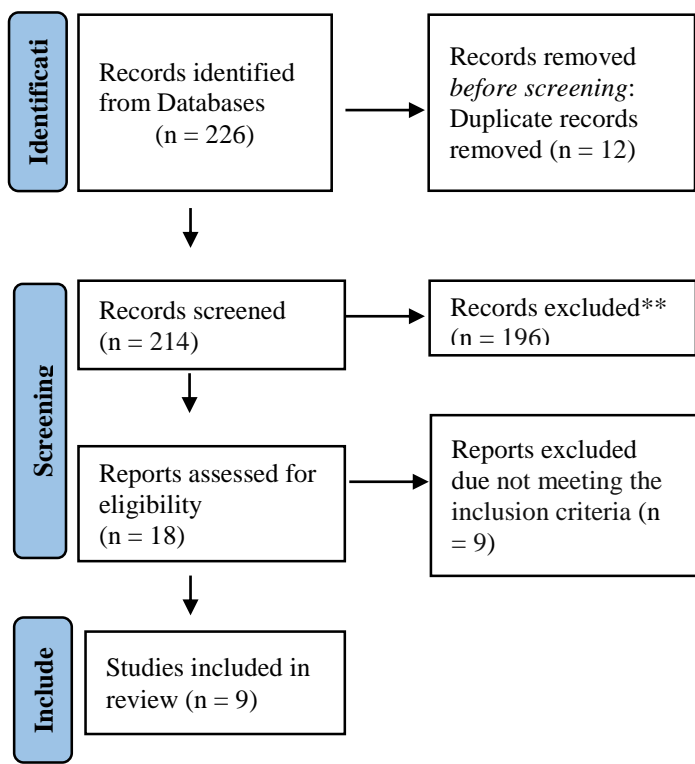 Identificati
Records identified
from Databases
(n = 226)
Records removed
before screening:
Duplicate records
removed (n = 12)
Screening
Records screened
(n = 214)
Records excluded**
(n = 196)
Reports assessed for
eligibility
(n = 18)
Reports excluded
due not meeting the
inclusion criteria (n
= 9)
Include
Studies included in
review (n = 9)